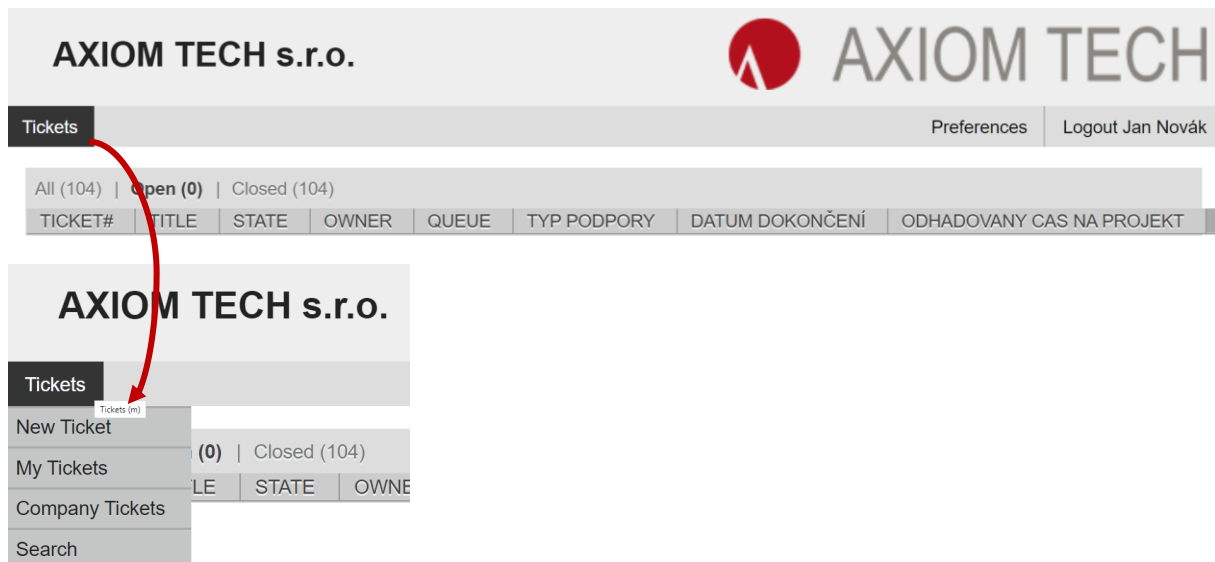 AXIOM TECH s.r.o. AXIOM TECH
Tickets Preferences Logout Jan Novák
All (104) | Open (0) | Closed (104)
TICKET# TITLE STATE OWNER QUEUE TYP PODPORY DATUM DOKONČENÍ ODHADOVANY CAS NA PROJEKT
AXIOM TECH s.r.o.
Tickets
Tickets (m)
New Ticket
(0) | Closed (104)
My Tickets
LE STATE OWNE
Company Tickets
Search